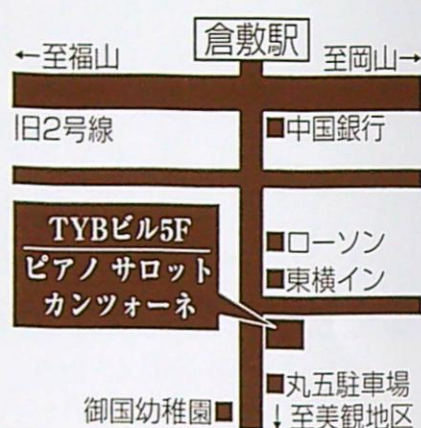 倉敷駅
←至福山
至岡山→
旧2号線
■中国銀行
TYBビル5F
ピアノ サロット
カンツォーネ
■ローソン
■東横イン
■丸五駐車場
御国幼稚園■
↓至美観地区